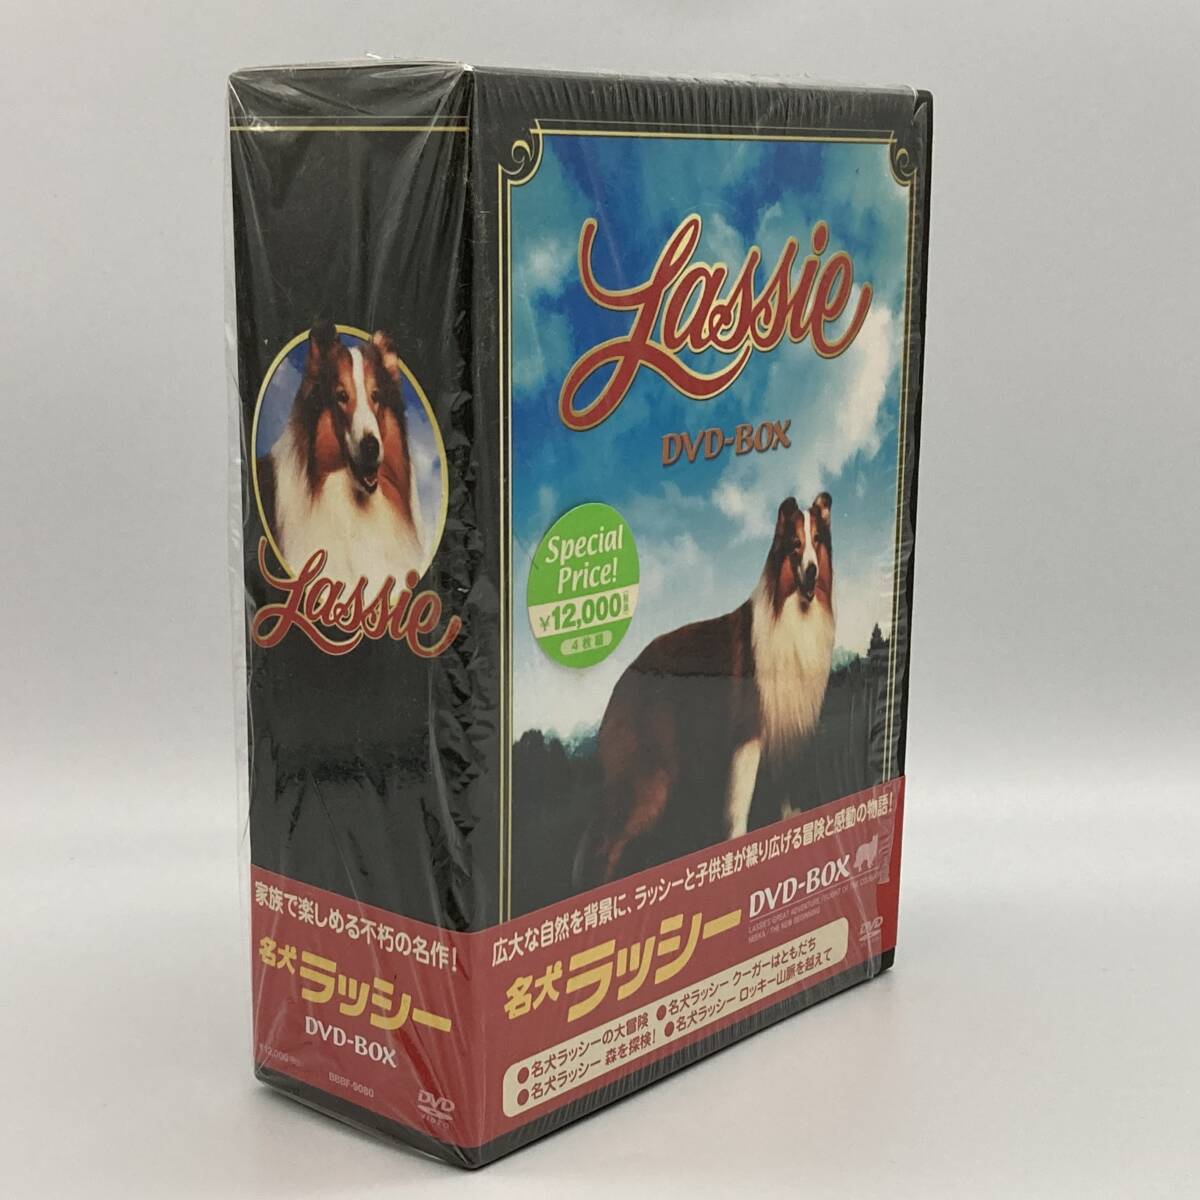 Lassie
DVD-BOX
Special
Price!
¥12,000
4枚組
Lassie
家族で楽しめる不朽の名作!
名犬ラッシー
DVD-BOX
BBBF-9080
DVD
VIDEO
広大な自然を背景に、ラッシーと子供達が繰り広げる冒険と感動の物語!
名犬ラッシー DVD-BOX
DVD
●名犬ラッシーの大冒険 ●名犬ラッシー クーガーはともだち
●名犬ラッシー 森を探検! ●名犬ラッシー ロッキー山脈を越えて